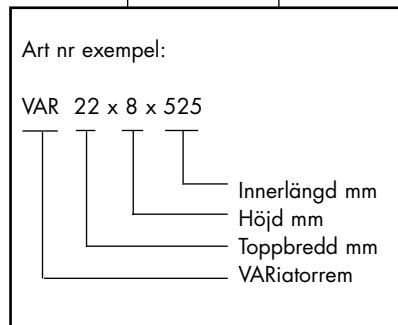 Art nr exempel:
VAR 22 x 8 x 525
Innerlängd mm
Höjd mm
Toppbredd mm
VARiatorrem